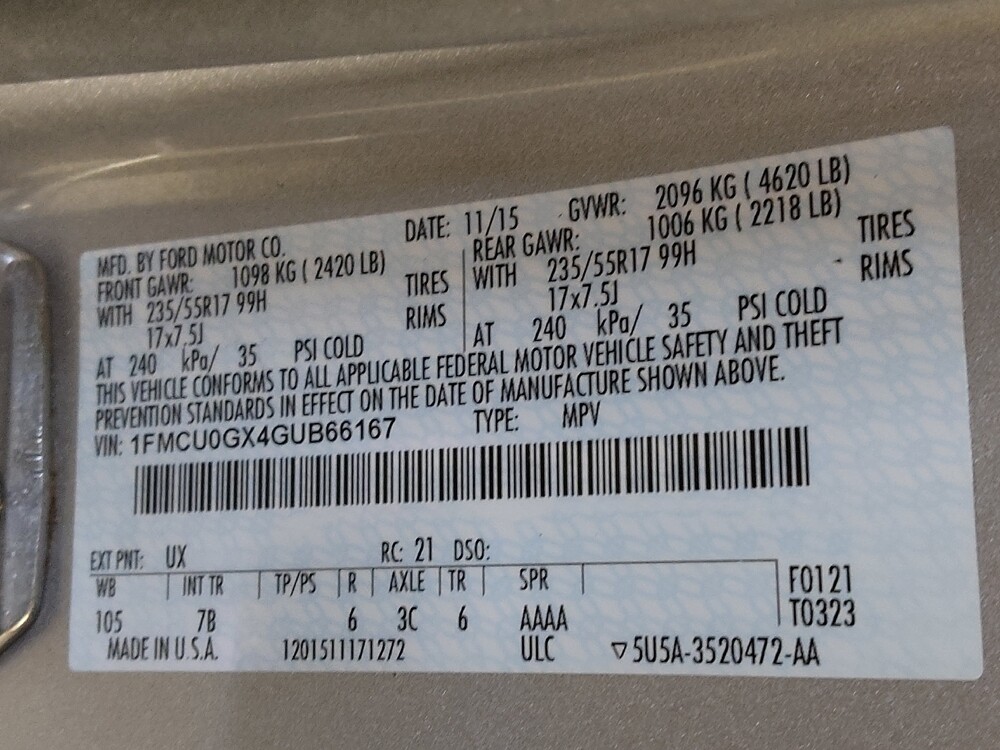 MFD. BY FORD MOTOR CO. DATE: 11/15 GVWR: 2096 KG ( 4620 LB)
FRONT GAWR: 1098 KG ( 2420 LB) REAR GAWR: 1006 KG ( 2218 LB)
WITH 235/55R17 99H TIRES WITH 235/55R17 99H TIRES
17x7.5J RIMS 17x7.5J RIMS
AT 240 kPa/ 35 PSI COLD AT 240 kPa/ 35 PSI COLD
THIS VEHICLE CONFORMS TO ALL APPLICABLE FEDERAL MOTOR VEHICLE SAFETY AND THEFT
PREVENTION STANDARDS IN EFFECT ON THE DATE OF MANUFACTURE SHOWN ABOVE.
VIN: 1FMCU0GX4GUB66167 TYPE: MPV
EXT PNT: UX RC: 21 DSO:
WB INT TR TP/PS R AXLE TR SPR F0121
105 7B 6 3C 6 AAAA T0323
MADE IN U.S.A. 1201511171272 ULC ▽5U5A-3520472-AA